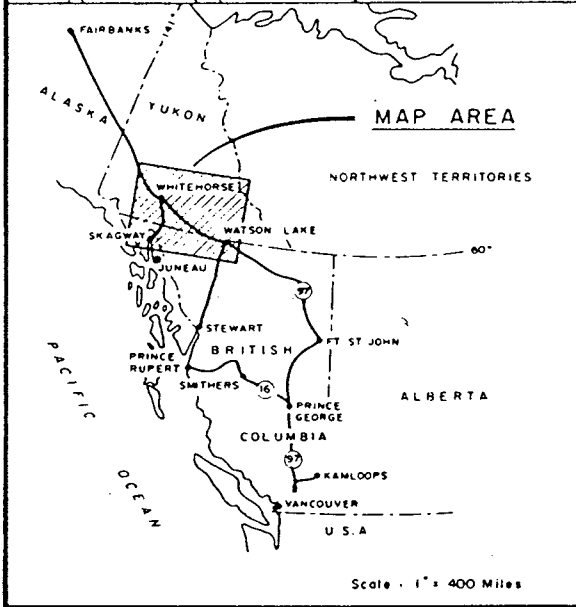 FAIRBANKS
141°
ALASKA
YUKON
MAP AREA
NORTHWEST TERRITORIES
WHITEHORSE
SKAGWAY
WATSON LAKE
60°
JUNEAU
97
STEWART
FT ST JOHN
BRITISH
PRINCE
RUPERT
SMITHERS
16
ALBERTA
PRINCE
GEORGE
COLUMBIA
97
KAMLOOPS
PACIFIC
OCEAN
VANCOUVER
U.S.A
Scale - 1" = 400 Miles